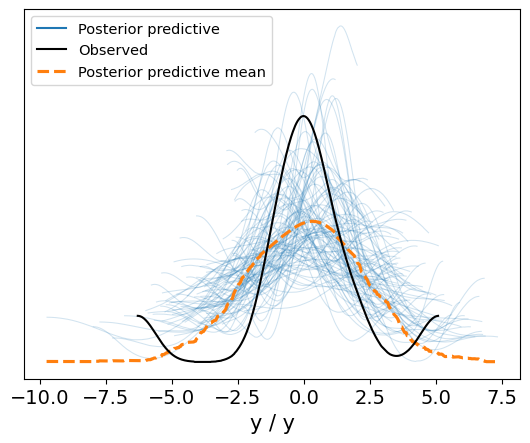 Posterior predictive
Observed
Posterior predictive mean
−10.0 −7.5 −5.0 −2.5 0.0 2.5 5.0 7.5
y / y